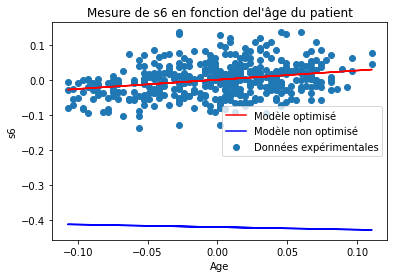 Mesure de s6 en fonction del'âge du patient
0.1
0.0
−0.1
−0.2
−0.3
−0.4
s6
Modèle optimisé
Modèle non optimisé
Données expérimentales
−0.10
−0.05
0.00
0.05
0.10
Age